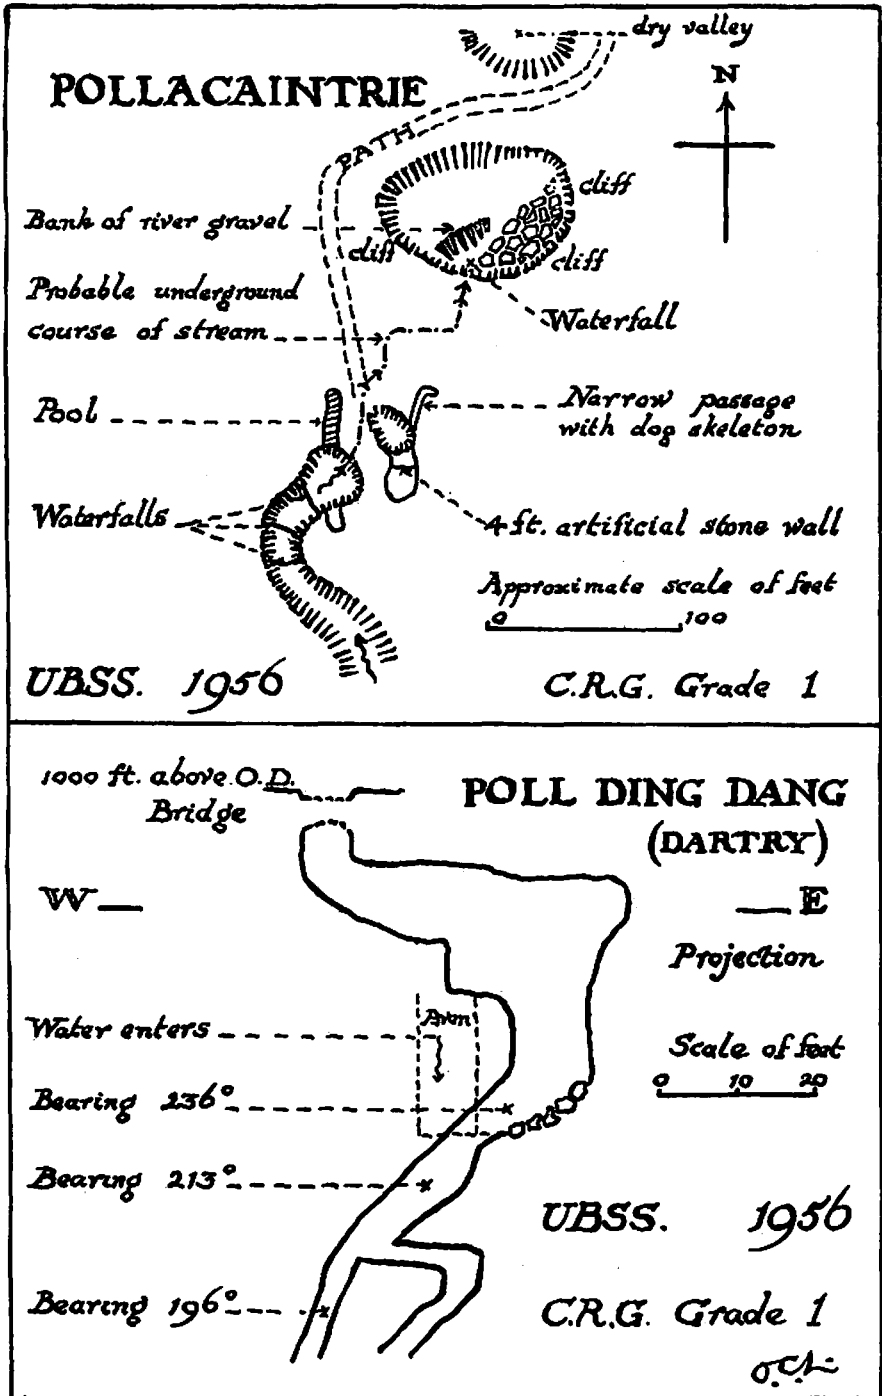 dry valley
POLLACAINTRIE
N
PATH
cliff
Bank of river gravel
cliff
cliff
Probable underground
course of stream
Waterfall
Pool
Narrow passage
with dog skeleton
Waterfalls
4 ft. artificial stone wall
Approximate scale of feet
0 100
UBSS. 1956
C.R.G. Grade 1
1000 ft. above O.D.
Bridge
POLL DING DANG
(DARTRY)
W
E
Projection
Aven
Water enters
Scale of feet
0 10 20
Bearing 236°
Bearing 213°
UBSS. 1956
Bearing 196°
C.R.G. Grade 1